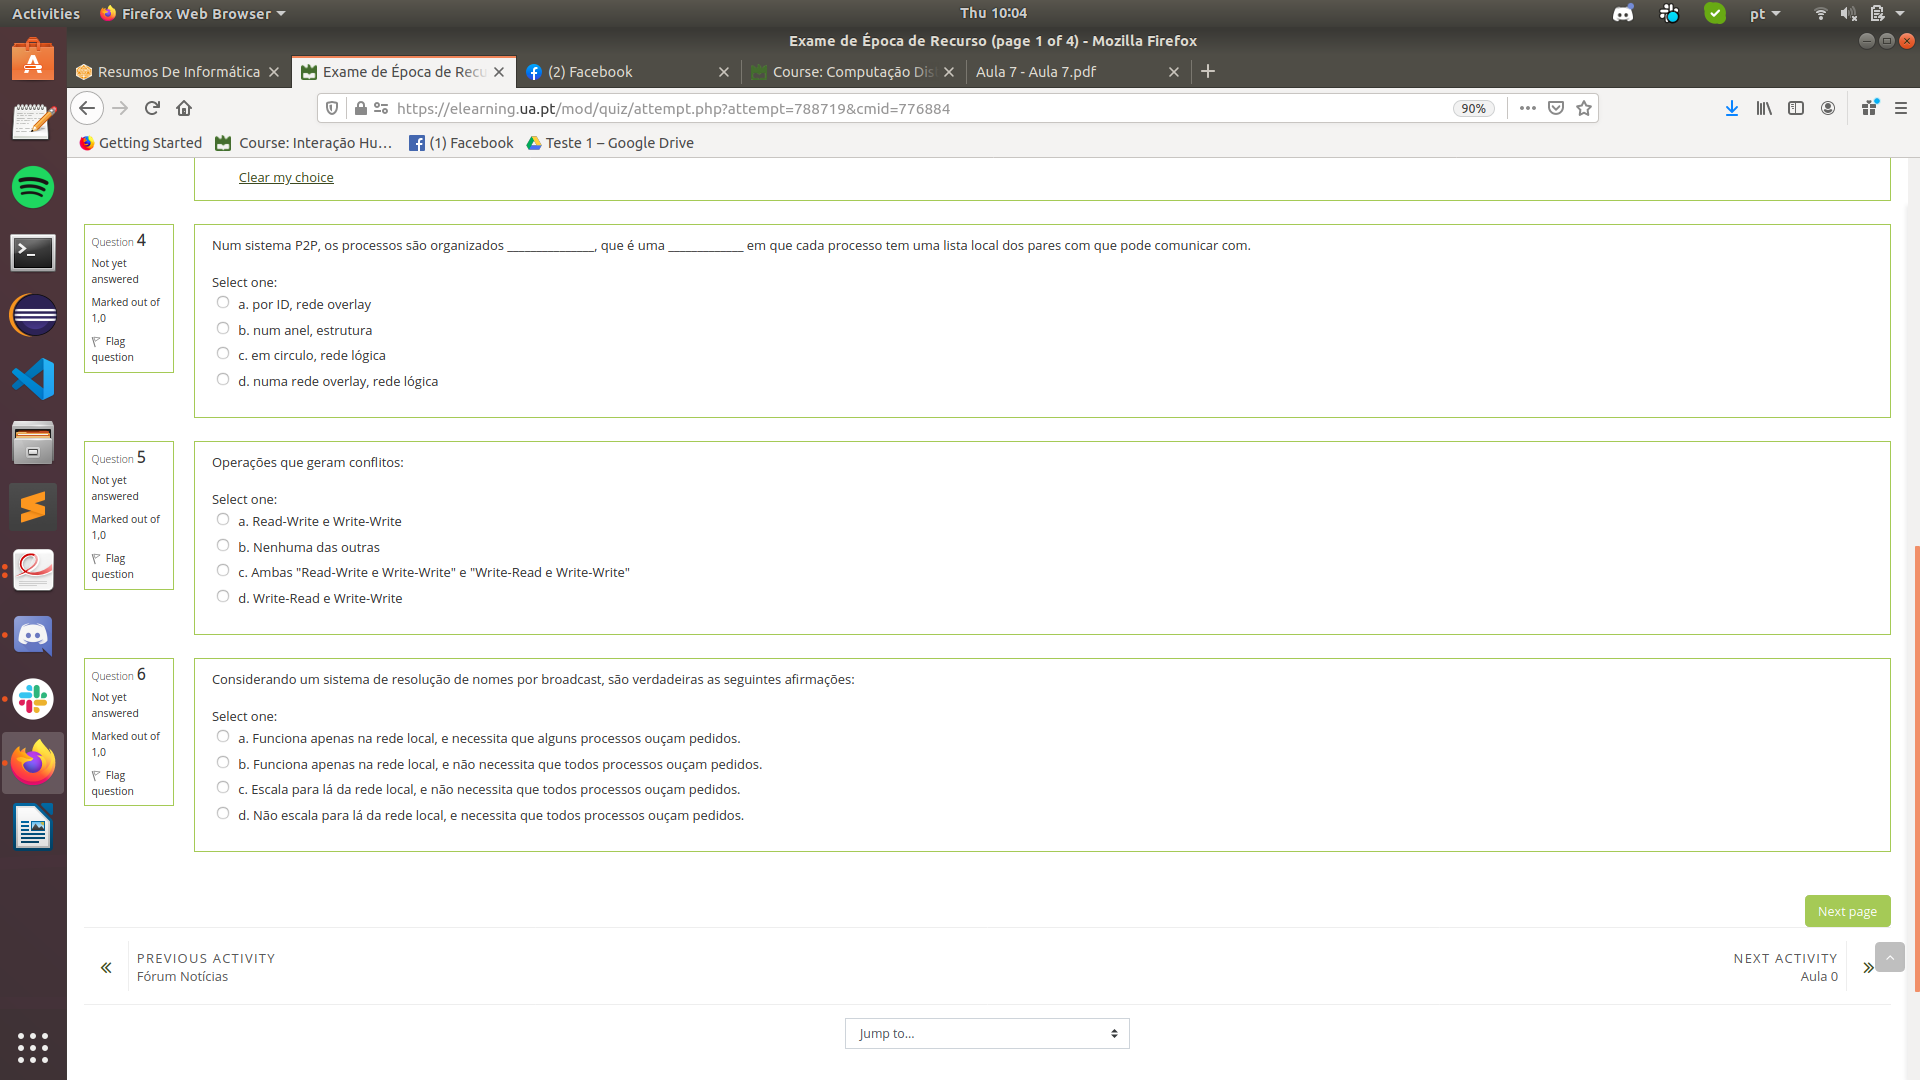 Activities
Firefox Web Browser
Thu 10:04
pt
Exame de Época de Recurso (page 1 of 4) - Mozilla Firefox
Resumos De Informática
Exame de Época de Recu
(2) Facebook
Course: Computação Dis
Aula 7 - Aula 7.pdf
https://elearning.ua.pt/mod/quiz/attempt.php?attempt=788719&cmid=776884
90%
Getting Started
Course: Interação Hu...
(1) Facebook
Teste 1 – Google Drive
Clear my choice
Question 4
Not yet
answered
Marked out of
1,0
Flag
question
Num sistema P2P, os processos são organizados ______________, que é uma ____________ em que cada processo tem uma lista local dos pares com que pode comunicar com.
Select one:
a. por ID, rede overlay
b. num anel, estrutura
c. em circulo, rede lógica
d. numa rede overlay, rede lógica
Question 5
Not yet
answered
Marked out of
1,0
Flag
question
Operações que geram conflitos:
Select one:
a. Read-Write e Write-Write
b. Nenhuma das outras
c. Ambas "Read-Write e Write-Write" e "Write-Read e Write-Write"
d. Write-Read e Write-Write
Question 6
Not yet
answered
Marked out of
1,0
Flag
question
Considerando um sistema de resolução de nomes por broadcast, são verdadeiras as seguintes afirmações:
Select one:
a. Funciona apenas na rede local, e necessita que alguns processos ouçam pedidos.
b. Funciona apenas na rede local, e não necessita que todos processos ouçam pedidos.
c. Escala para lá da rede local, e não necessita que todos processos ouçam pedidos.
d. Não escala para lá da rede local, e necessita que todos processos ouçam pedidos.
Next page
PREVIOUS ACTIVITY
Fórum Notícias
NEXT ACTIVITY
Aula 0
Jump to...